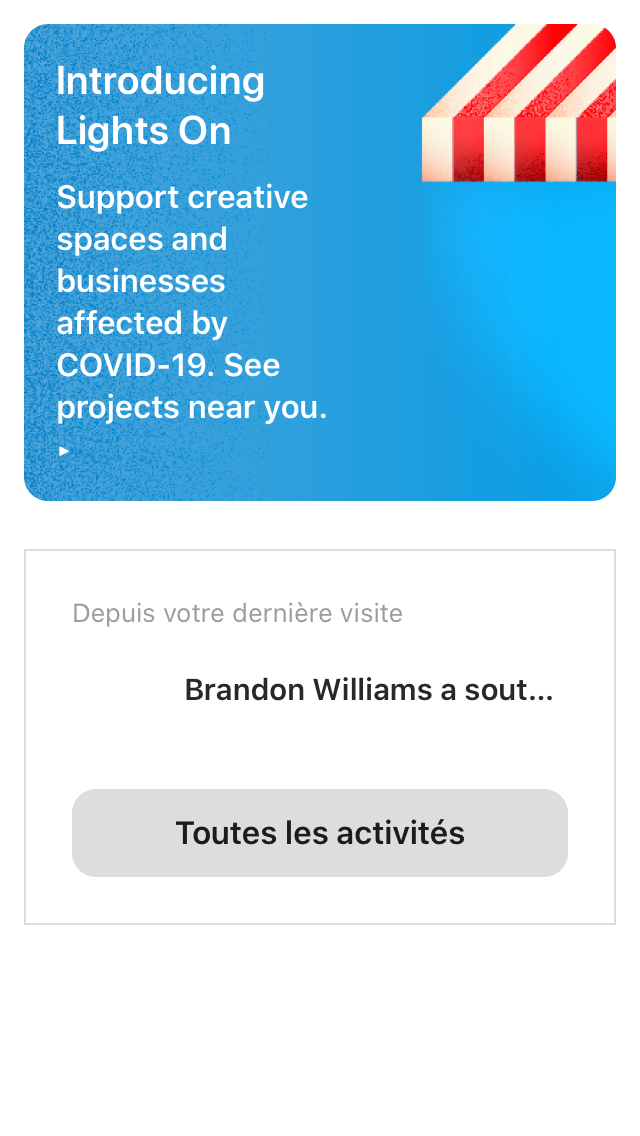 Introducing
Lights On
Support creative
spaces and
businesses
affected by
COVID-19. See
projects near you.
▸
Depuis votre dernière visite
Brandon Williams a sout...
Toutes les activités